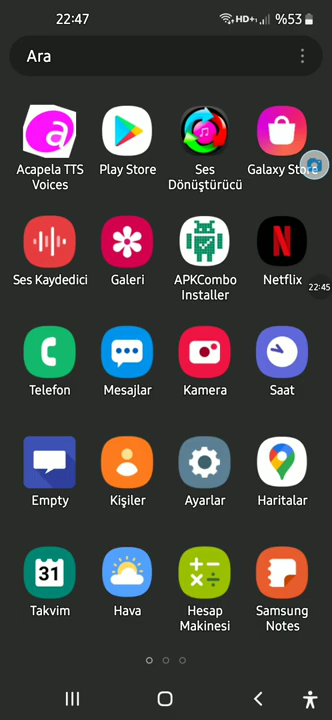 22:47
HD+
%53
Ara
a
Acapela TTS
Voices
Play Store
Ses
Dönüştürücü
Galaxy Store
Ses Kaydedici
Galeri
APKCombo
Installer
N
Netflix
22:45
Telefon
Mesajlar
Kamera
Saat
Empty
Kişiler
Ayarlar
Haritalar
31
Takvim
Hava
Hesap
Makinesi
Samsung
Notes